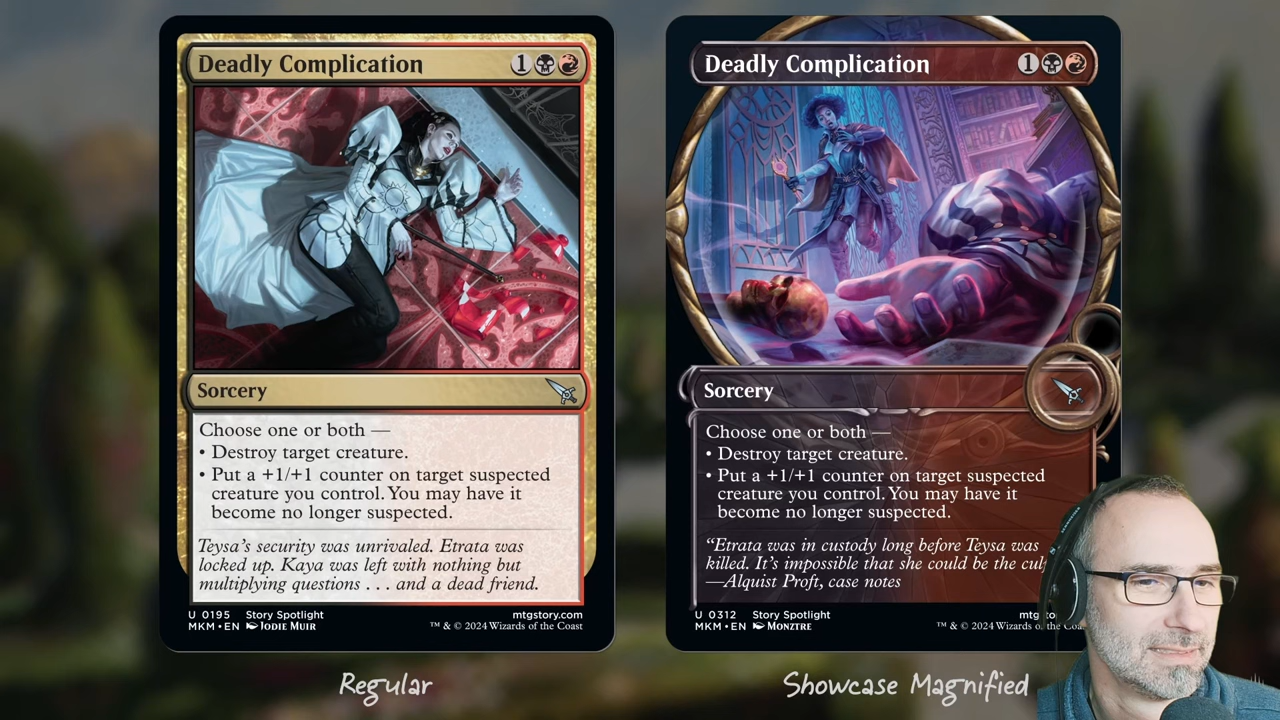 Deadly Complication 1
Sorcery
Choose one or both —
• Destroy target creature.
• Put a +1/+1 counter on target suspected
creature you control. You may have it
become no longer suspected.
Teysa's security was unrivaled. Etrata was
locked up. Kaya was left with nothing but
multiplying questions . . . and a dead friend.
U 0195 Story Spotlight mtgstory.com
MKM • EN Jodie Muir ™ & © 2024 Wizards of the Coast
Regular
Deadly Complication 1
Sorcery
Choose one or both —
• Destroy target creature.
• Put a +1/+1 counter on target suspected
creature you control. You may have it
become no longer suspected.
"Etrata was in custody long before Teysa was
killed. It's impossible that she could be the
—Alquist Proft, case notes
U 0312 Story Spotlight
MKM • EN Monztre ™ & © 2024 Wizards of the
Showcase Magnified